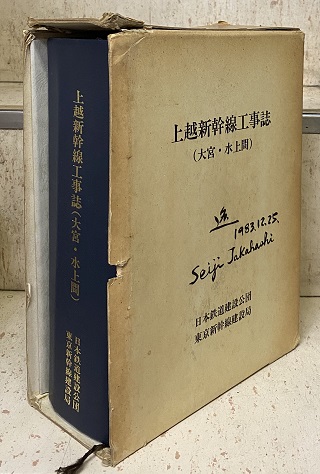 上越新幹線工事誌(大宮・水上間)
日本鉄道建設公団
東京新幹線建設局
上越新幹線工事誌
(大宮・水上間)
1983.12.25.
Seiji Takahashi
日本鉄道建設公団
東京新幹線建設局